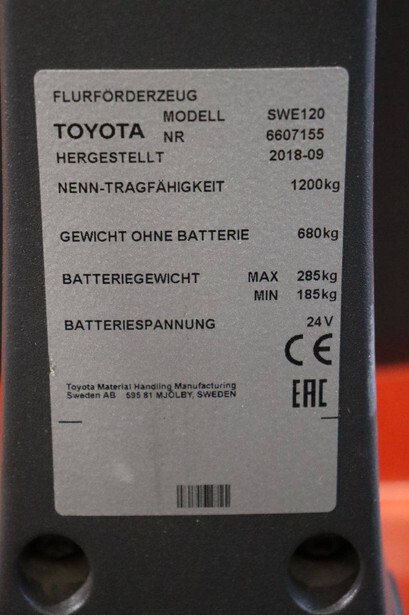 FLURFÖRDERZEUG
TOYOTA MODELL SWE120
NR 6607155
HERGESTELLT 2018-09
NENN-TRAGFÄHIGKEIT 1200kg
GEWICHT OHNE BATTERIE 680kg
BATTERIEGEWICHT MAX 285kg
MIN 185kg
BATTERIESPANNUNG 24V
CE
Toyota Material Handling Manufacturing
Sweden AB 595 81 MJÖLBY, SWEDEN
EAC